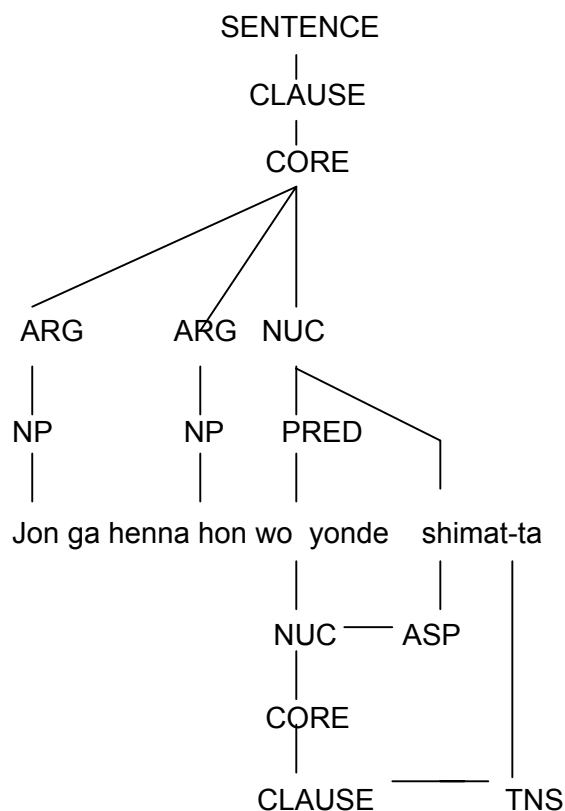 SENTENCE
CLAUSE
CORE
ARG ARG NUC
NP NP PRED
Jon ga henna hon wo yonde shimat-ta
NUC ASP
CORE
CLAUSE TNS